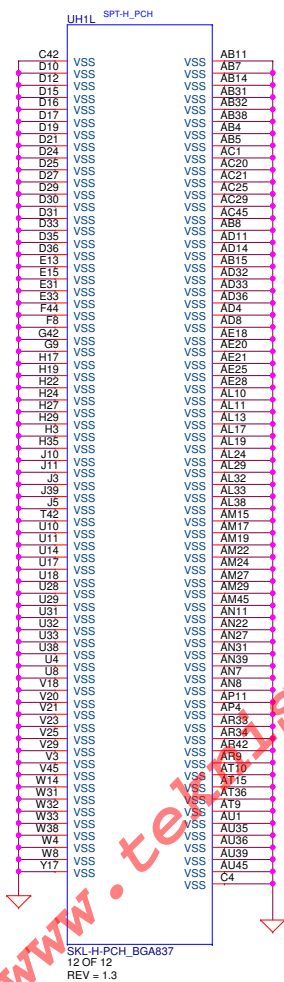 UH1L SPT-H_PCH
C42 VSS VSS AB11
D10 VSS VSS AB7
D12 VSS VSS AB14
D15 VSS VSS AB31
D16 VSS VSS AB32
D17 VSS VSS AB38
D19 VSS VSS AB4
D21 VSS VSS AB5
D24 VSS VSS AC1
D25 VSS VSS AC20
D27 VSS VSS AC21
D29 VSS VSS AC25
D30 VSS VSS AC29
D31 VSS VSS AC45
D33 VSS VSS AB8
D35 VSS VSS AD11
D36 VSS VSS AD14
E13 VSS VSS AB15
E15 VSS VSS AD32
E31 VSS VSS AD33
E33 VSS VSS AD36
F44 VSS VSS AD4
F8 VSS VSS AD8
G42 VSS VSS AE18
G9 VSS VSS AE20
H17 VSS VSS AE21
H19 VSS VSS AE25
H22 VSS VSS AE28
H24 VSS VSS AL10
H27 VSS VSS AL11
H29 VSS VSS AL13
H3 VSS VSS AL17
H35 VSS VSS AL19
J10 VSS VSS AL24
J11 VSS VSS AL29
J3 VSS VSS AL32
J39 VSS VSS AL33
J5 VSS VSS AL38
T42 VSS VSS AM15
U10 VSS VSS AM17
U11 VSS VSS AM19
U14 VSS VSS AM22
U17 VSS VSS AM24
U18 VSS VSS AM27
U28 VSS VSS AM29
U29 VSS VSS AM45
U31 VSS VSS AN11
U32 VSS VSS AN22
U33 VSS VSS AN27
U38 VSS VSS AN31
U4 VSS VSS AN39
U8 VSS VSS AN7
V18 VSS VSS AN8
V20 VSS VSS AP11
V21 VSS VSS AP4
V23 VSS VSS AR33
V25 VSS VSS AR34
V29 VSS VSS AR42
V3 VSS VSS AR9
V45 VSS VSS AT10
W14 VSS VSS AT15
W31 VSS VSS AT36
W32 VSS VSS AT9
W33 VSS VSS AU1
W38 VSS VSS AU35
W4 VSS VSS AU36
W8 VSS VSS AU39
Y17 VSS VSS AU45
VSS C4
SKL-H-PCH_BGA837
12 OF 12
REV = 1.3